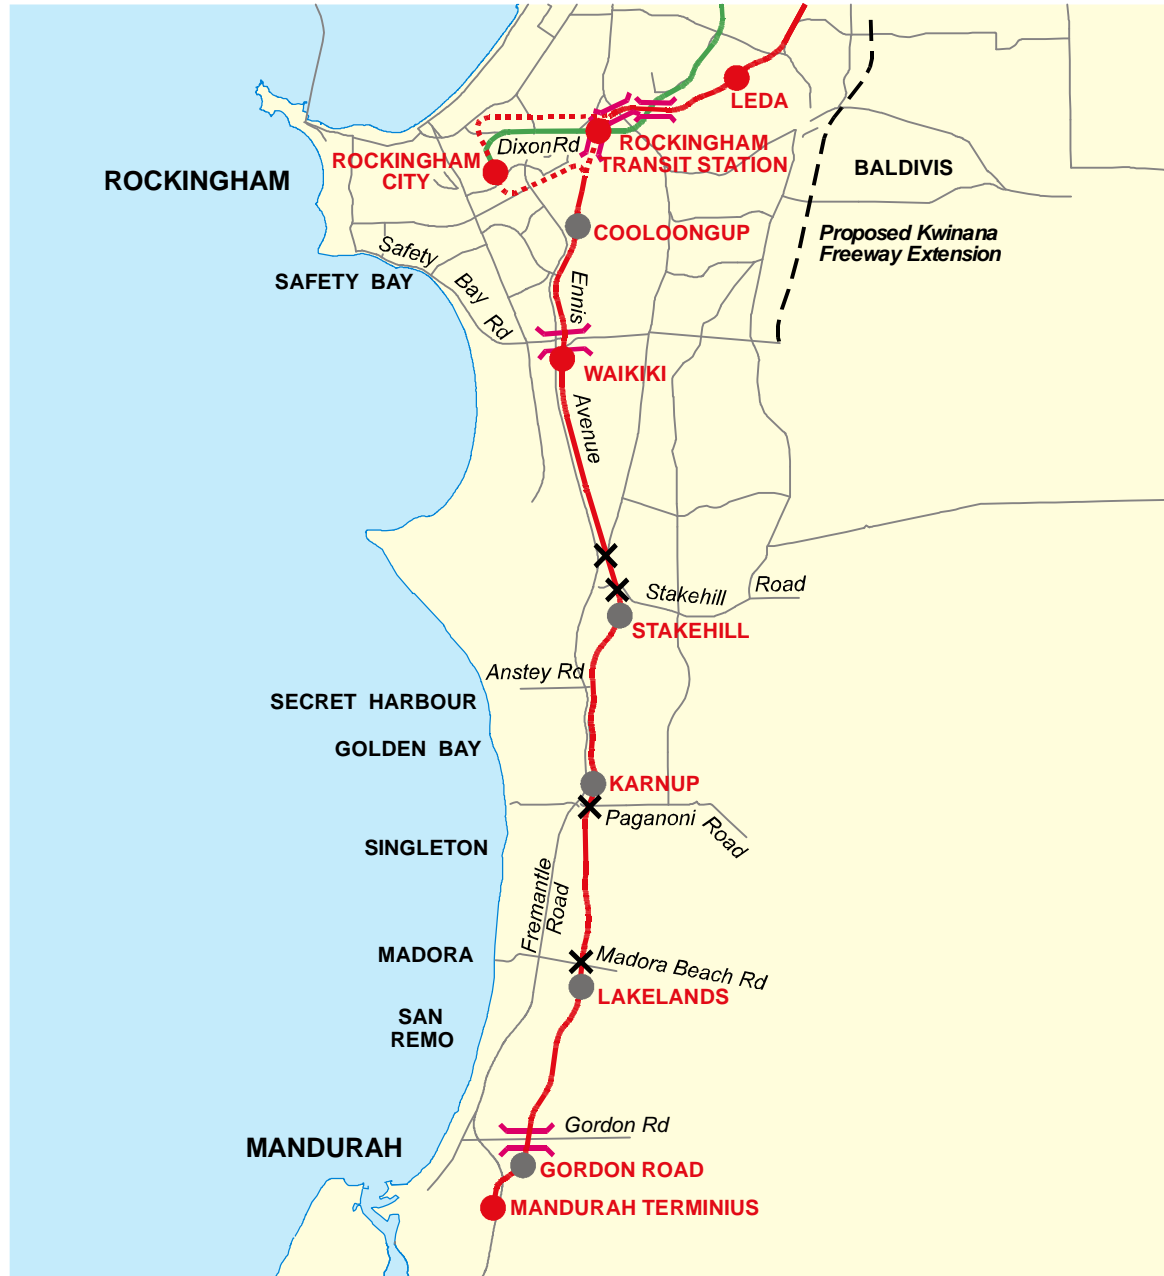 LEDA
ROCKINGHAM
TRANSIT STATION
Dixon Rd
ROCKINGHAM
CITY
ROCKINGHAM
BALDIVIS
COOLOONGUP
Proposed Kwinana
Freeway Extension
Safety
Bay
Rd
SAFETY BAY
Ennis
WAIKIKI
Avenue
Stakehill
Road
STAKEHILL
Anstey Rd
SECRET HARBOUR
GOLDEN BAY
KARNUP
Paganoni
Road
SINGLETON
Fremantle
Road
MADORA
Madora Beach Rd
LAKELANDS
SAN
REMO
Gordon Rd
MANDURAH
GORDON ROAD
MANDURAH TERMINIUS